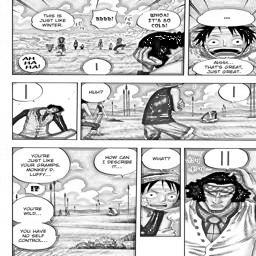 ...
AHHH...
THAT'S GREAT,
JUST GREAT.
WHOA!
IT'S SO
COLD!
BRRR!
THIS IS
JUST LIKE
WINTER.
AH
HA
HA!
HUH?
WHAT?
HOW CAN
I DESCRIBE
IT...
YOU'RE
JUST LIKE
YOUR GRAMPS,
MONKEY D.
LUFFY...
!?
YOU'RE
WILD...
YOU HAVE
NO SELF
CONTROL...